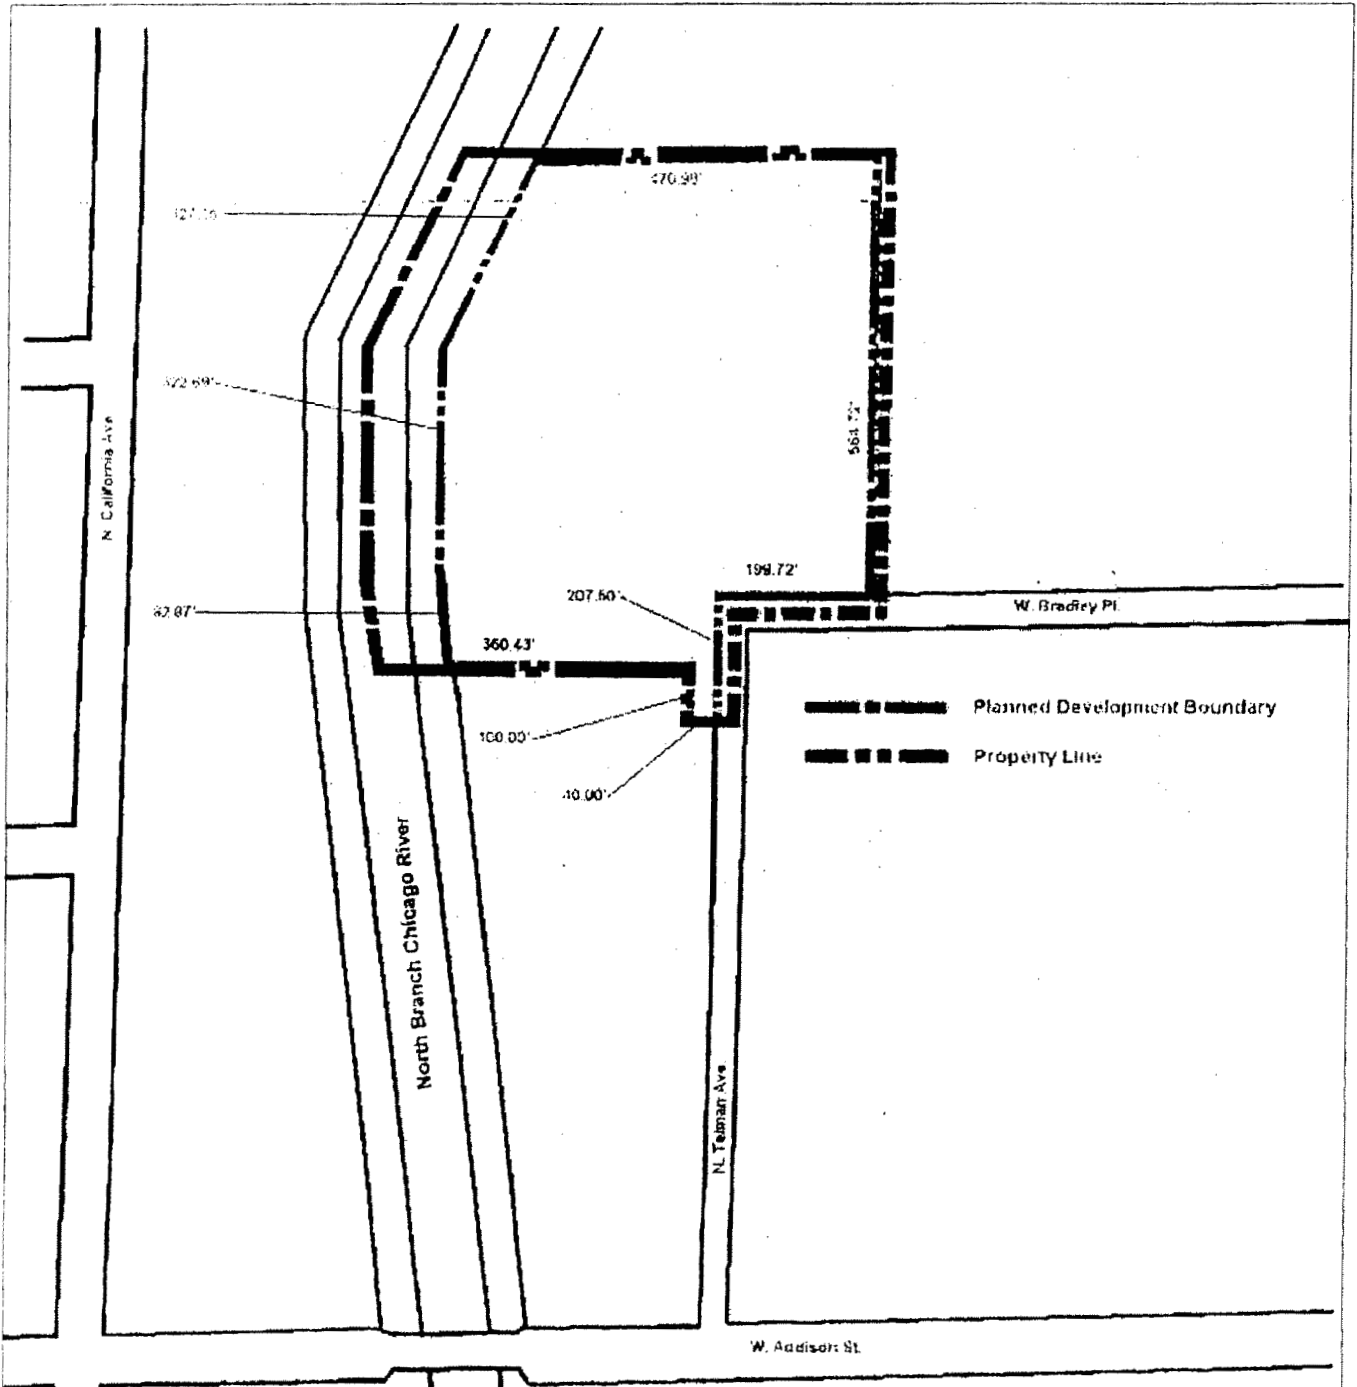 470.98'
322.69'
N. California Ave.
564.72'
199.72'
207.50'
W. Bradley Pl.
92.87'
360.43'
Planned Development Boundary
100.00'
Property Line
40.00'
North Branch Chicago River
N. Talman Ave.
W. Addison St.